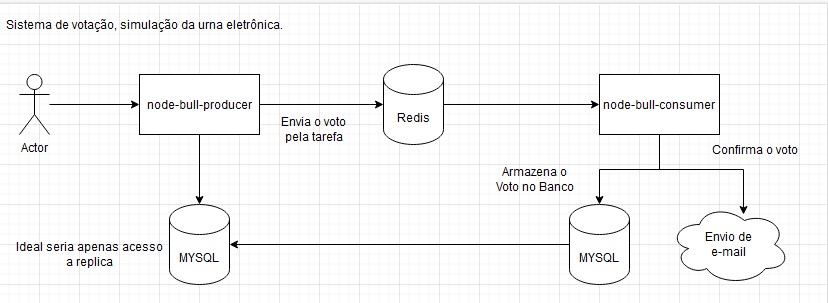 Sistema de votação, simulação da urna eletrônica.
Actor
node-bull-producer
Envia o voto
pela tarefa
Redis
node-bull-consumer
Armazena o
Voto no Banco
Confirma o voto
Ideal seria apenas acesso
a replica
MYSQL
MYSQL
Envio de
e-mail